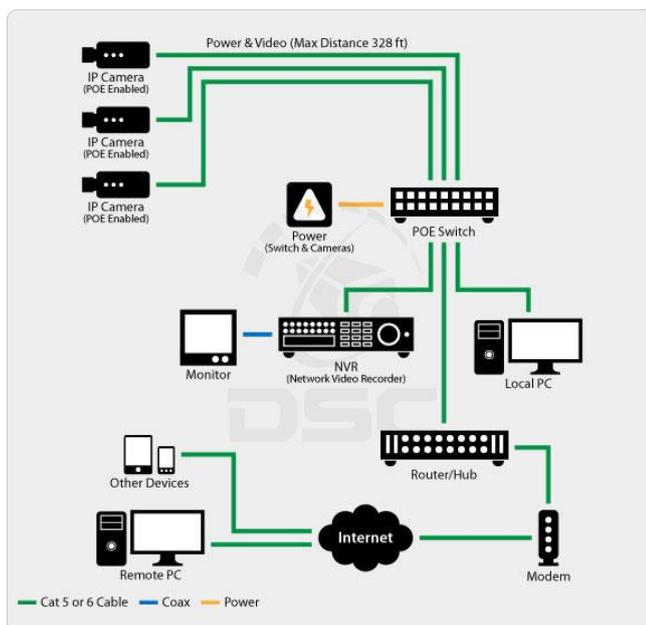 Power & Video (Max Distance 328 ft)
IP Camera
(POE Enabled)
IP Camera
(POE Enabled)
IP Camera
(POE Enabled)
Power
(Switch & Cameras)
POE Switch
Monitor
NVR
(Network Video Recorder)
Local PC
DSC
Other Devices
Router/Hub
Internet
Remote PC
Modem
Cat 5 or 6 Cable
Coax
Power